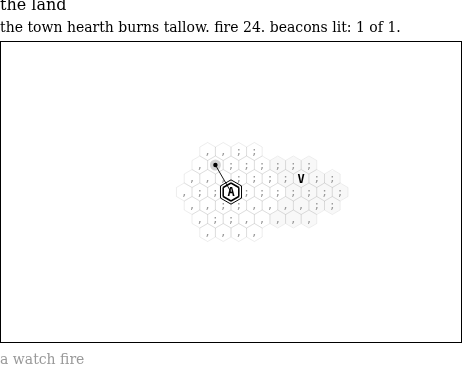 the land
the town hearth burns tallow. fire 24. beacons lit: 1 of 1.
V
A
a watch fire